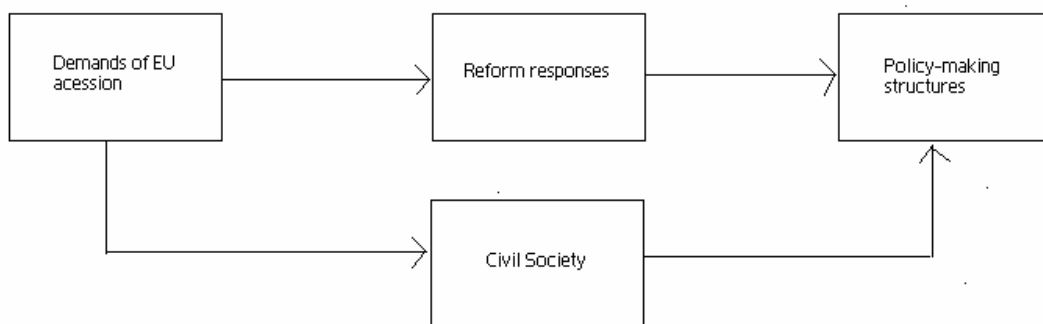 Demands of EU
acession
Reform responses
Policy-making
structures
Civil Society